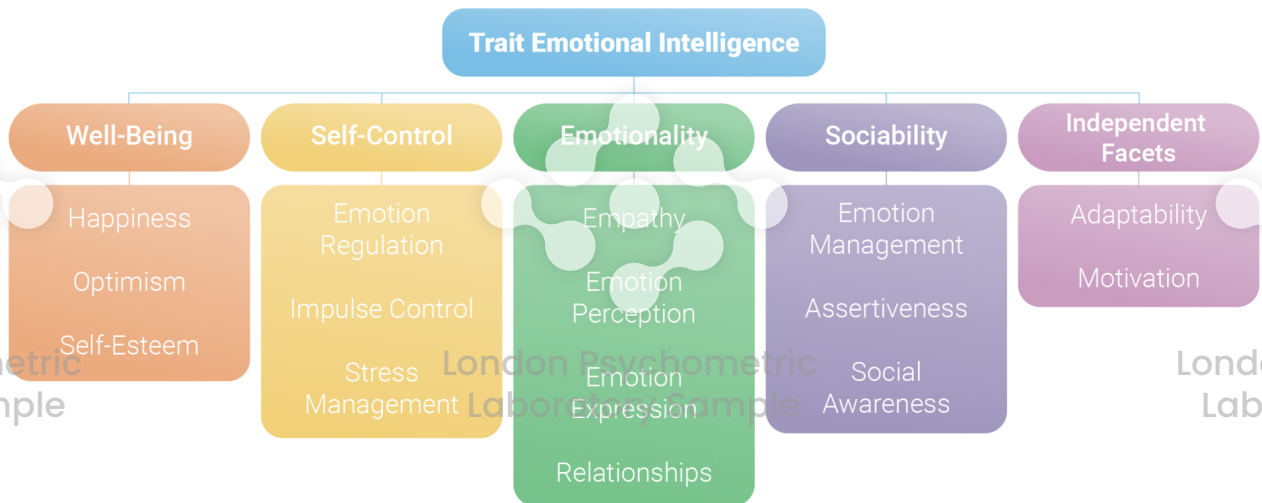 Trait Emotional Intelligence
Well-Being
Happiness
Optimism
Self-Esteem
Self-Control
Emotion
Regulation
Impulse Control
Stress
Management
Emotionality
Empathy
Emotion
Perception
Emotion
Expression
Relationships
Sociability
Emotion
Management
Assertiveness
Social
Awareness
Independent
Facets
Adaptability
Motivation
London Psychometric
Laboratory Sample